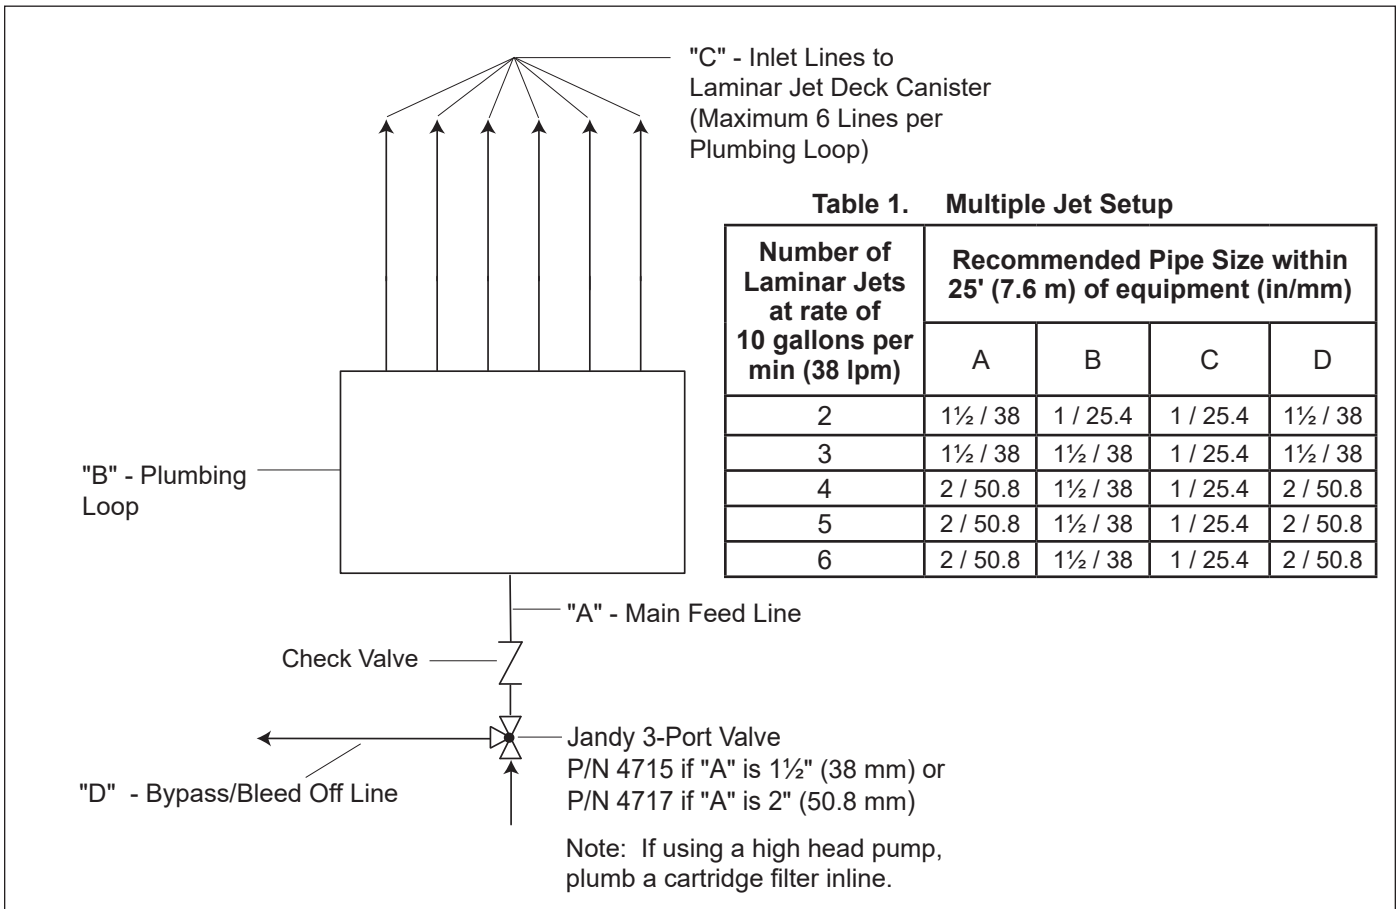 "C" - Inlet Lines to
Laminar Jet Deck Canister
(Maximum 6 Lines per
Plumbing Loop)
Table 1. Multiple Jet Setup
Number of
Laminar Jets
at rate of
10 gallons per
min (38 lpm)
Recommended Pipe Size within
25' (7.6 m) of equipment (in/mm)
A B C D
2 1½ / 38 1 / 25.4 1 / 25.4 1½ / 38
3 1½ / 38 1½ / 38 1 / 25.4 1½ / 38
4 2 / 50.8 1½ / 38 1 / 25.4 2 / 50.8
5 2 / 50.8 1½ / 38 1 / 25.4 2 / 50.8
6 2 / 50.8 1½ / 38 1 / 25.4 2 / 50.8
"B" - Plumbing
Loop
"A" - Main Feed Line
Check Valve
Jandy 3-Port Valve
P/N 4715 if "A" is 1½" (38 mm) or
P/N 4717 if "A" is 2" (50.8 mm)
"D" - Bypass/Bleed Off Line
Note: If using a high head pump,
plumb a cartridge filter inline.